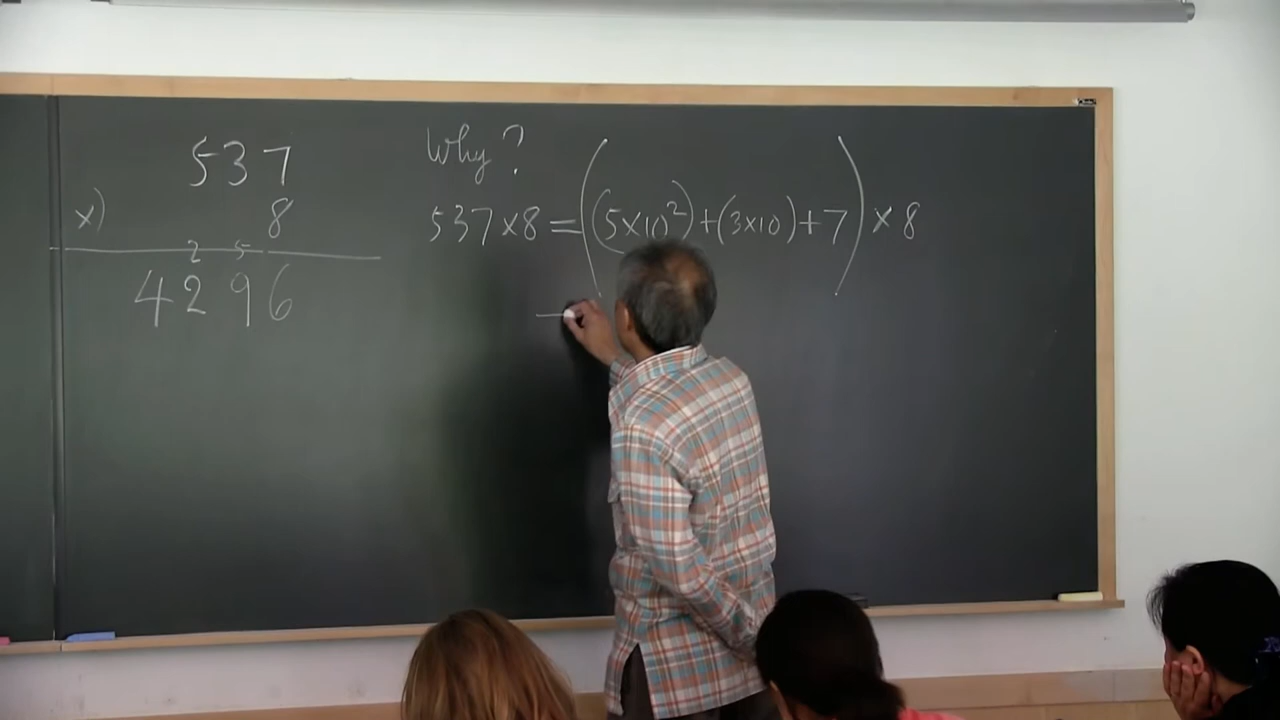 537
×) 8
2 5
4296
Why?
537×8 = ((5×10²)+(3×10)+7) × 8